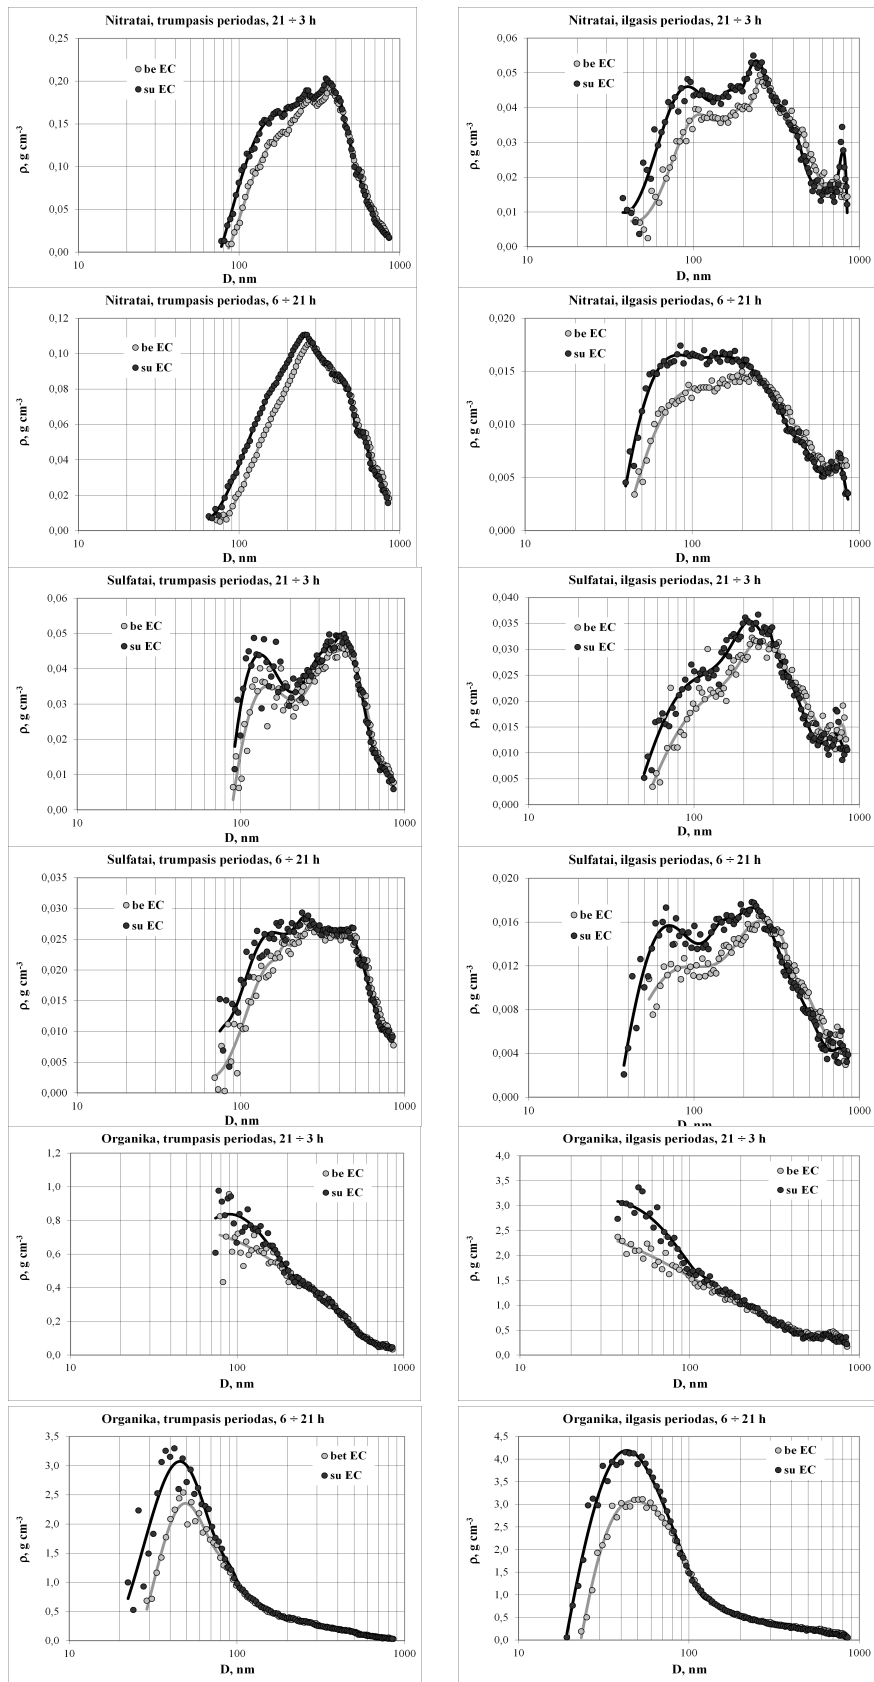 Nitratai, trumpasis periodas, 21 ÷ 3 h
0,25
0,20
0,15
0,10
0,05
0,00
10
100
1000
ρ, g cm-3
D, nm
be EC
su EC
Nitratai, ilgasis periodas, 21 ÷ 3 h
0,06
0,05
0,04
0,03
0,02
0,01
0,00
10
100
1000
ρ, g cm-3
D, nm
be EC
su EC
Nitratai, trumpasis periodas, 6 ÷ 21 h
0,12
0,10
0,08
0,06
0,04
0,02
0,00
10
100
1000
ρ, g cm-3
D, nm
be EC
su EC
Nitratai, ilgasis periodas, 6 ÷ 21 h
0,020
0,015
0,010
0,005
0,000
10
100
1000
ρ, g cm-3
D, nm
be EC
su EC
Sulfatai, trumpasis periodas, 21 ÷ 3 h
0,06
0,05
0,04
0,03
0,02
0,01
0,00
10
100
1000
ρ, g cm-3
D, nm
be EC
su EC
Sulfatai, ilgasis periodas, 21 ÷ 3 h
0,040
0,035
0,030
0,025
0,020
0,015
0,010
0,005
0,000
10
100
1000
ρ, g cm-3
D, nm
be EC
su EC
Sulfatai, trumpasis periodas, 6 ÷ 21 h
0,035
0,030
0,025
0,020
0,015
0,010
0,005
0,000
10
100
1000
ρ, g cm-3
D, nm
be EC
su EC
Sulfatai, ilgasis periodas, 6 ÷ 21 h
0,020
0,016
0,012
0,008
0,004
0,000
10
100
1000
ρ, g cm-3
D, nm
be EC
su EC
Organika, trumpasis periodas, 21 ÷ 3 h
1,2
1,0
0,8
0,6
0,4
0,2
0,0
10
100
1000
ρ, g cm-3
D, nm
be EC
su EC
Organika, ilgasis periodas, 21 ÷ 3 h
4,0
3,5
3,0
2,5
2,0
1,5
1,0
0,5
0,0
10
100
1000
ρ, g cm-3
D, nm
be EC
su EC
Organika, trumpasis periodas, 6 ÷ 21 h
3,5
3,0
2,5
2,0
1,5
1,0
0,5
0,0
10
100
1000
ρ, g cm-3
D, nm
bet EC
su EC
Organika, ilgasis periodas, 6 ÷ 21 h
4,5
4,0
3,5
3,0
2,5
2,0
1,5
1,0
0,5
0,0
10
100
1000
ρ, g cm-3
D, nm
be EC
su EC